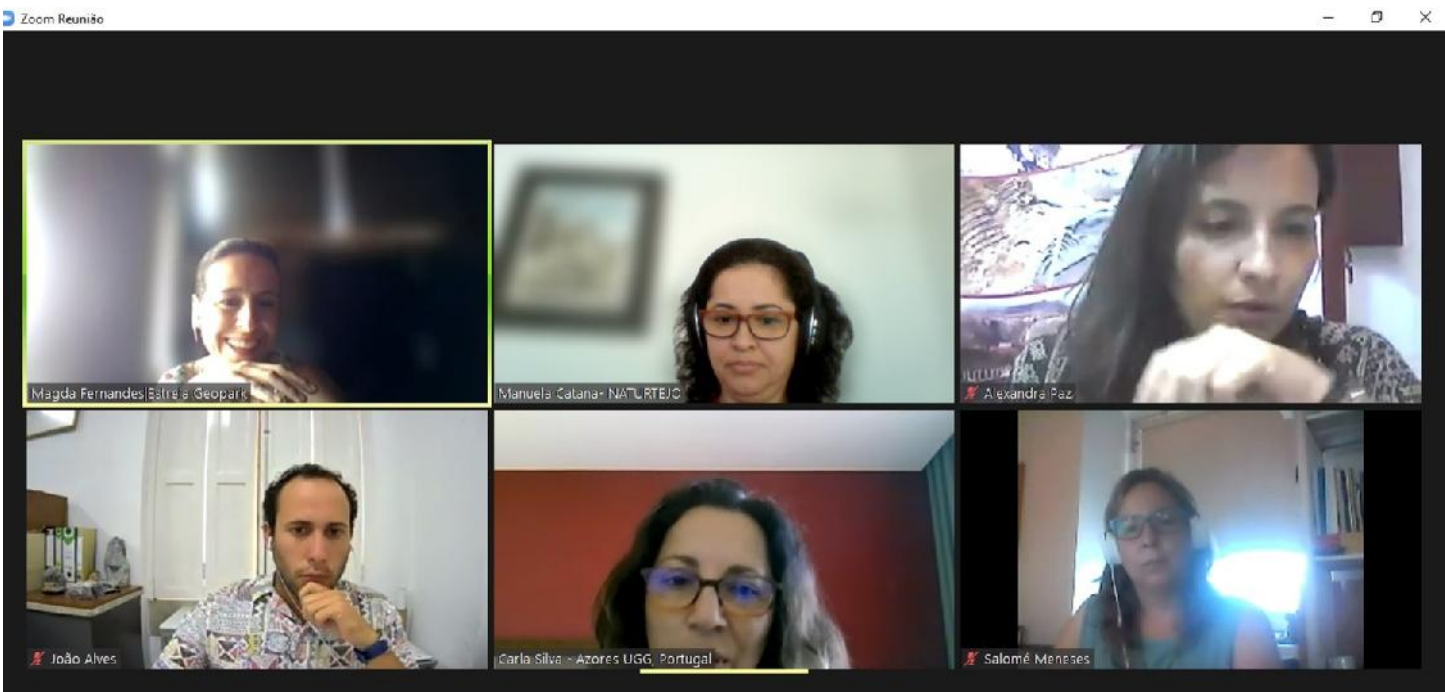 Zoom Reunião
Magda Fernandes|Estrela Geopark
Manuela Catana- NATURTEJO
Alexandra Paz
João Alves
Carla Silva - Azores UGG, Portugal
Salomé Meneses